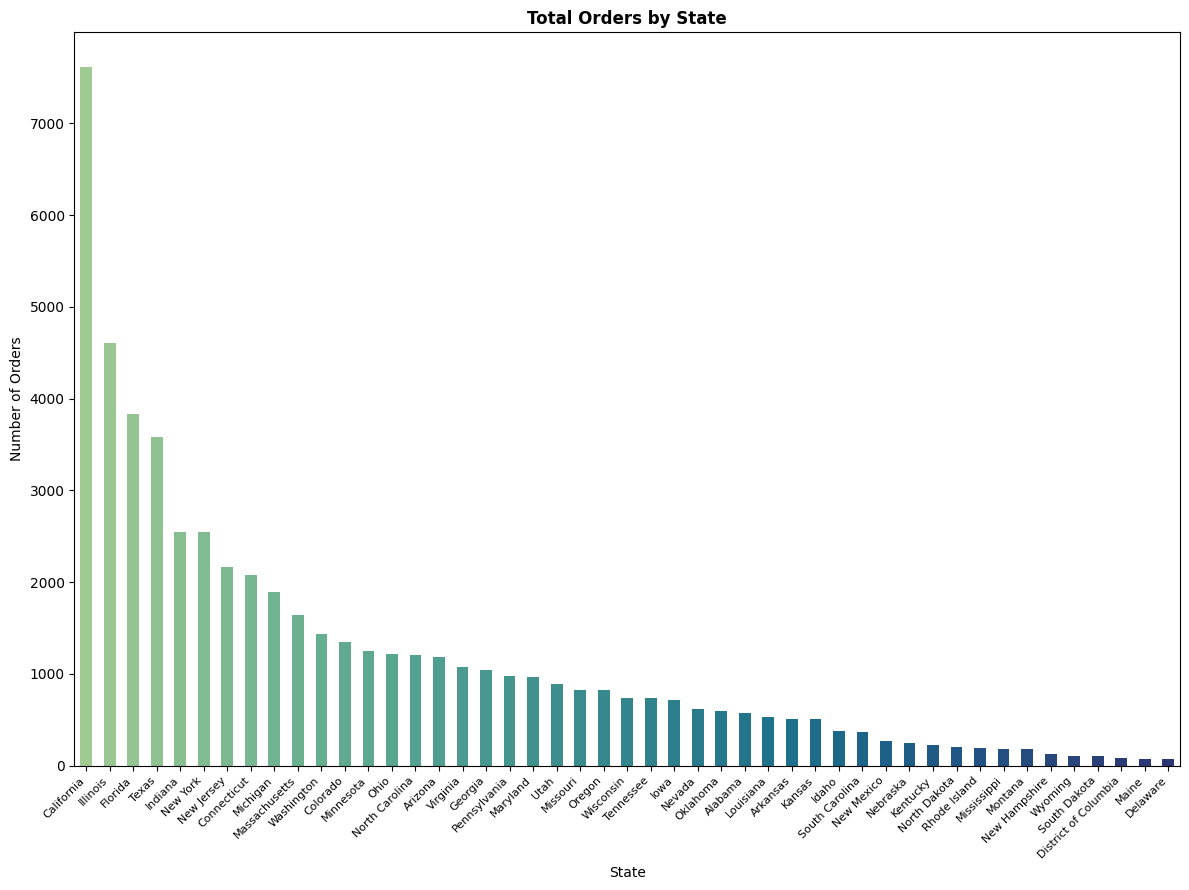 Total Orders by State
Number of Orders
7000
6000
5000
4000
3000
2000
1000
0
California
Illinois
Florida
Texas
Indiana
New York
New Jersey
Connecticut
Michigan
Massachusetts
Washington
Colorado
Minnesota
Ohio
North Carolina
Arizona
Virginia
Georgia
Pennsylvania
Maryland
Utah
Missouri
Oregon
Wisconsin
Tennessee
Iowa
Nevada
Oklahoma
Alabama
Louisiana
Arkansas
Kansas
Idaho
South Carolina
New Mexico
Nebraska
Kentucky
North Dakota
Rhode Island
Mississippi
Montana
New Hampshire
Wyoming
South Dakota
District of Columbia
Maine
Delaware
State